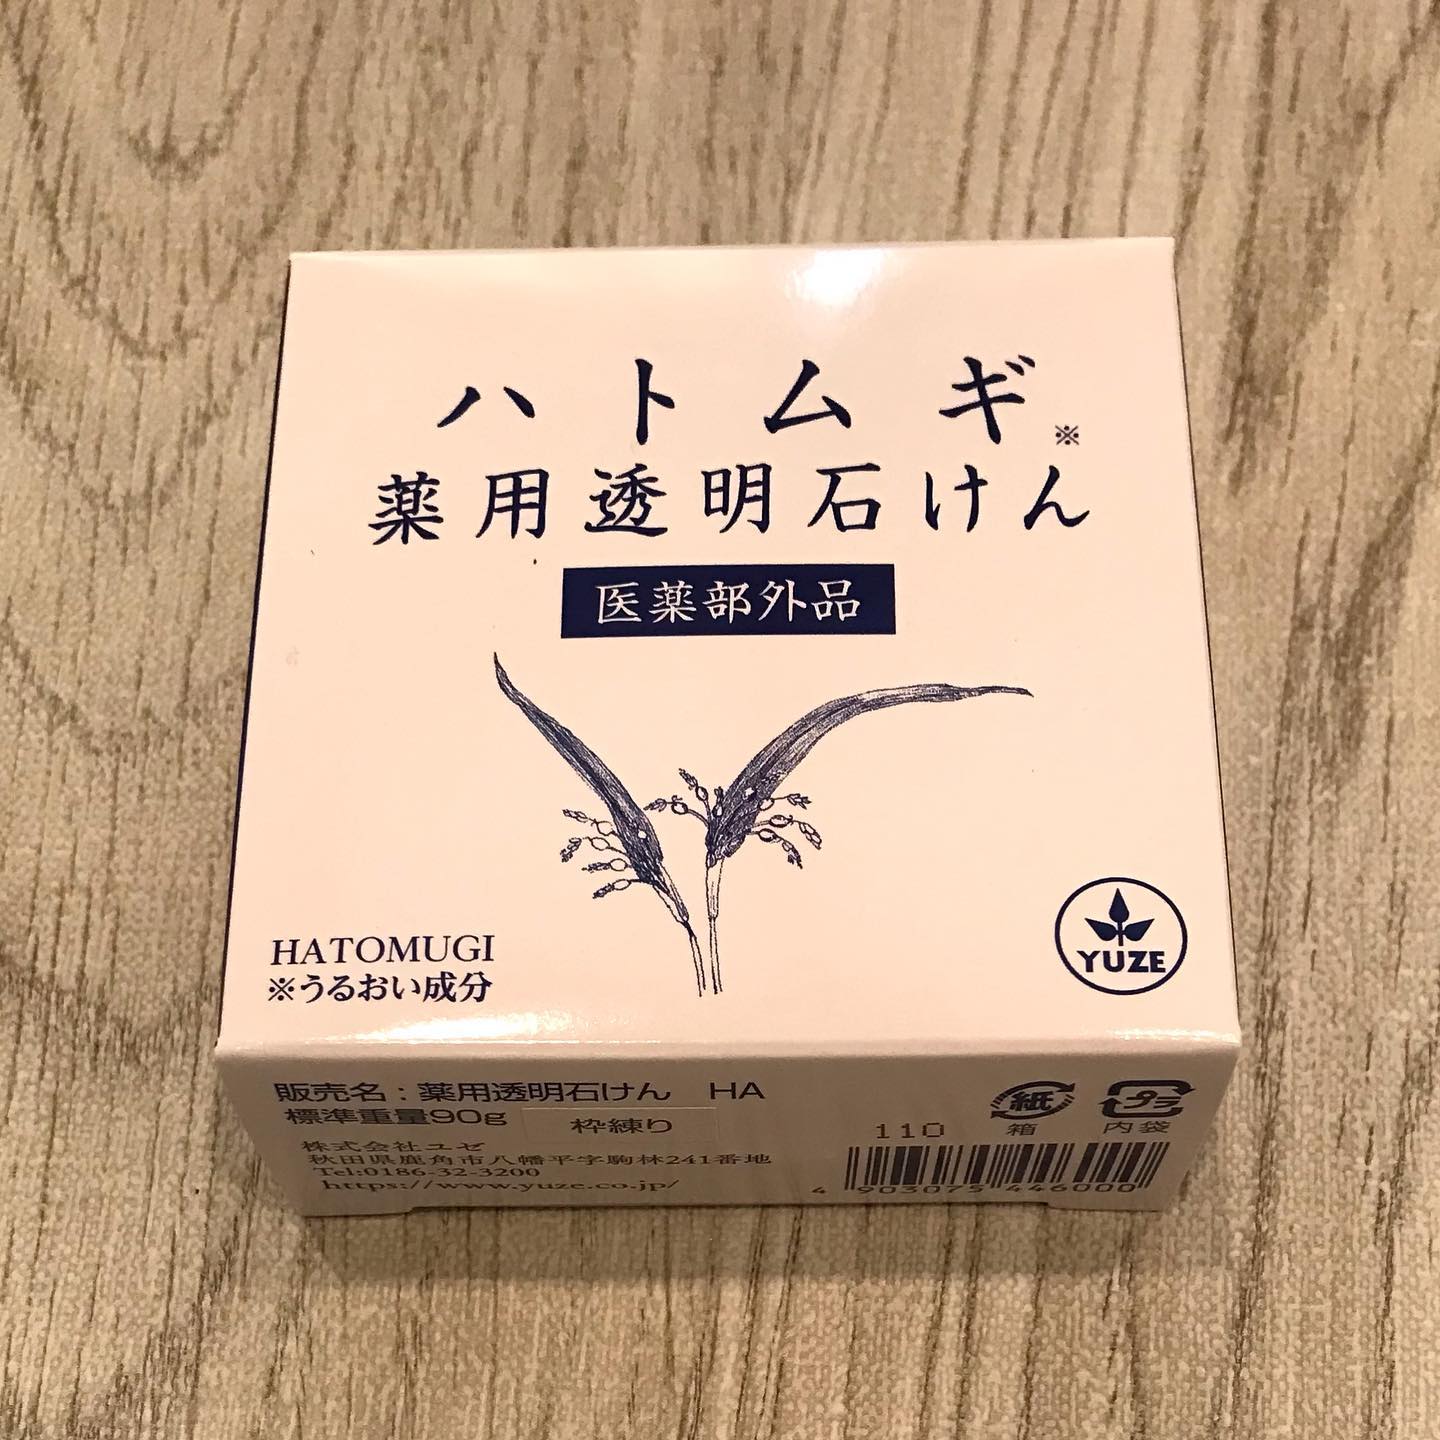 ハトムギ※
薬用透明石けん
医薬部外品
HATOMUGI
※うるおい成分
YUZE
販売名：薬用透明石けん HA
標準重量90g 枠練り
株式会社ユゼ
秋田県鹿角市八幡平字駒林241番地
Tel:0186-32-3200
https://www.yuze.co.jp/
110
紙
箱
プラ
内袋
4 903075 446000